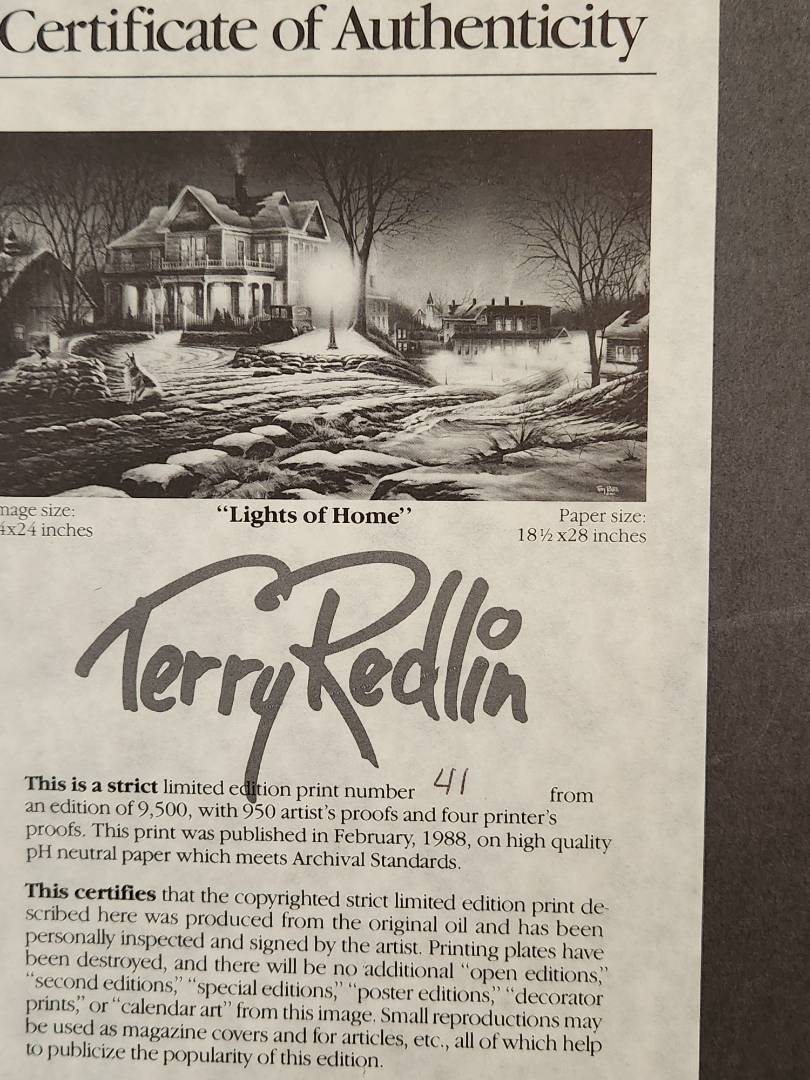 Certificate of Authenticity
mage size:
4x24 inches
“Lights of Home”
Paper size:
18½x28 inches
Terry Redlin
This is a strict limited edition print number 41 from
an edition of 9,500, with 950 artist's proofs and four printer's
proofs. This print was published in February, 1988, on high quality
pH neutral paper which meets Archival Standards.
This certifies that the copyrighted strict limited edition print de-
scribed here was produced from the original oil and has been
personally inspected and signed by the artist. Printing plates have
been destroyed, and there will be no additional “open editions,”
“second editions,” “special editions,” “poster editions,” “decorator
prints,” or “calendar art” from this image. Small reproductions may
be used as magazine covers and for articles, etc., all of which help
to publicize the popularity of this edition.